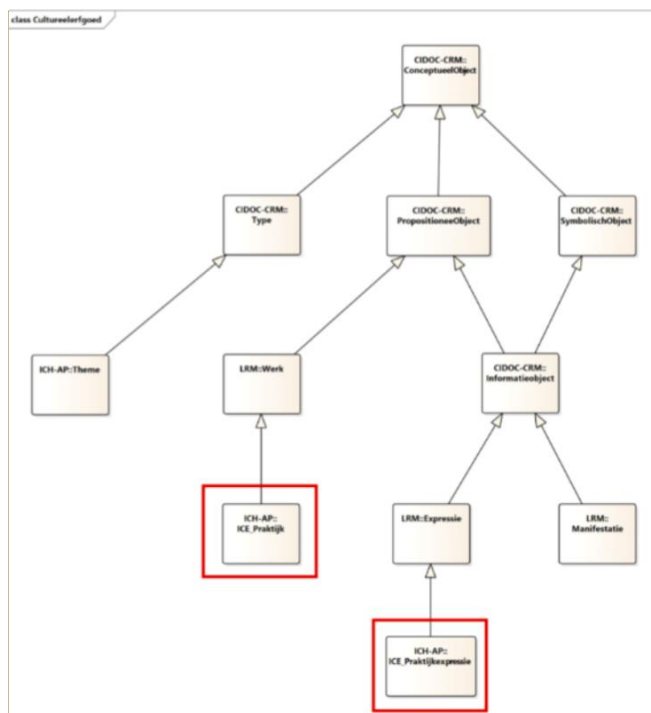 class Cultureelerfgoed
CIDOC-CRM::
ConceptueelObject
CIDOC-CRM::
Type
CIDOC-CRM::
PropositioneeObject
CIDOC-CRM::
SymbolischObject
ICH-AP::Theme
LRM::Werk
CIDOC-CRM::
Informatieobject
ICH-AP::
ICE_Praktijk
LRM::Expressie
LRM::
Manifestatie
ICH-AP::
ICE_Praktijkexpressie